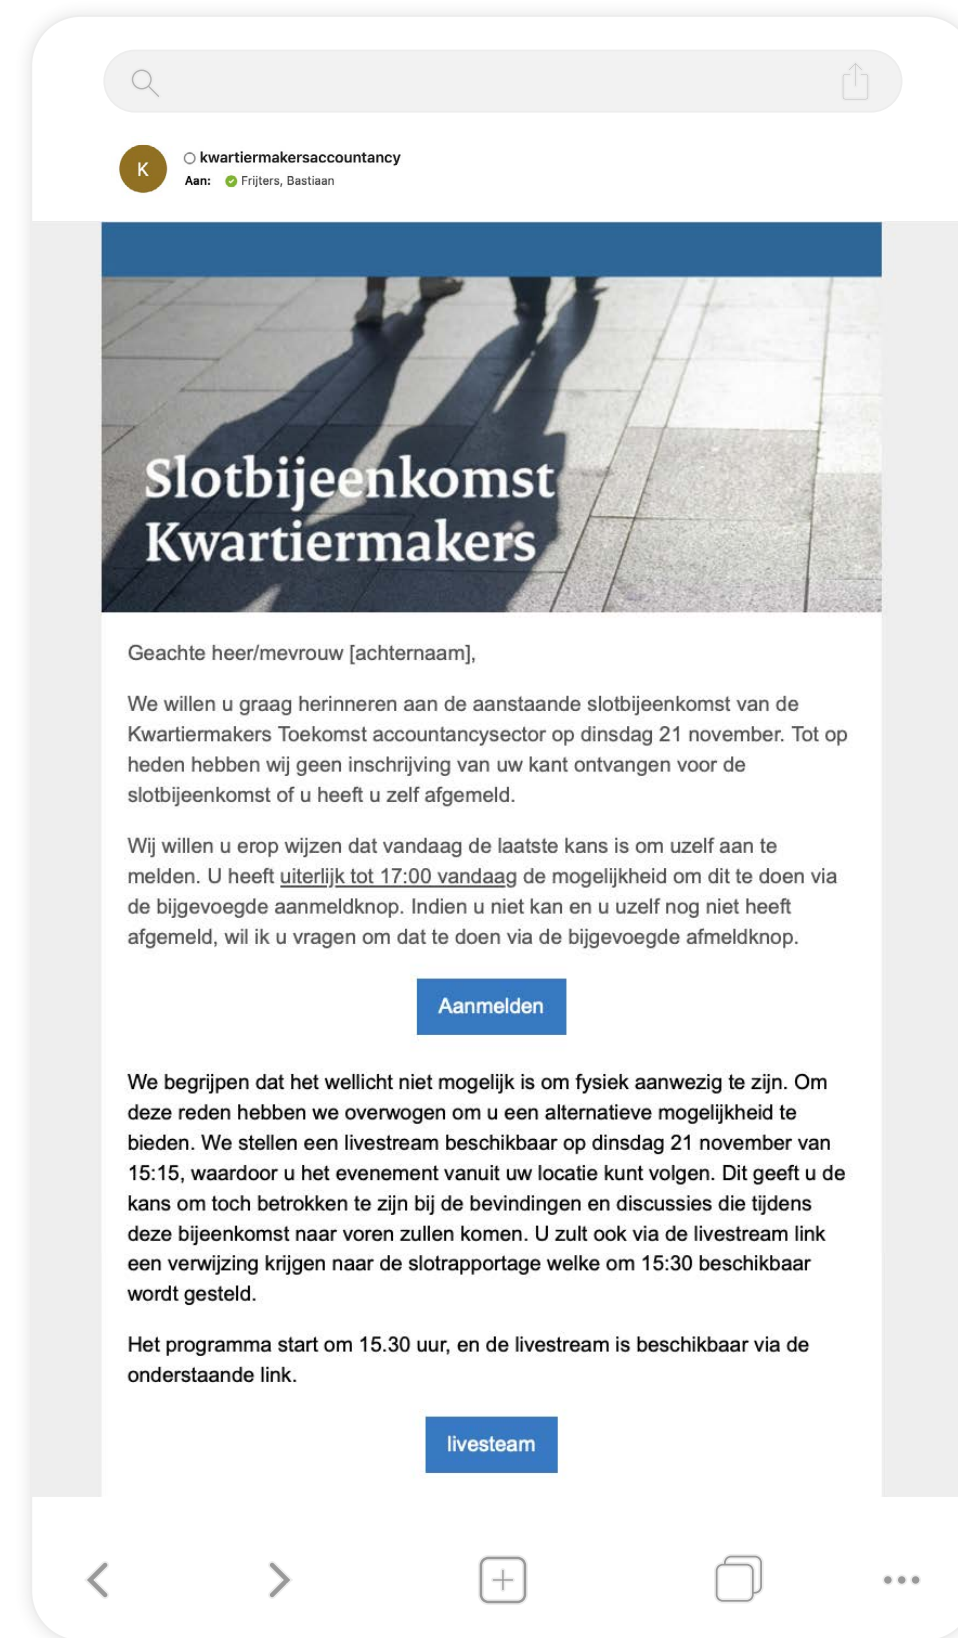 K
kwartiermakersaccountancy
Aan: Frijters, Bastiaan
Slotbijeenkomst
Kwartiermakers
Geachte heer/mevrouw [achternaam],
We willen u graag herinneren aan de aanstaande slotbijeenkomst van de
Kwartiermakers Toekomst accountancysector op dinsdag 21 november. Tot op
heden hebben wij geen inschrijving van uw kant ontvangen voor de
slotbijeenkomst of u heeft u zelf afgemeld.
Wij willen u erop wijzen dat vandaag de laatste kans is om uzelf aan te
melden. U heeft uiterlijk tot 17:00 vandaag de mogelijkheid om dit te doen via
de bijgevoegde aanmeldknop. Indien u niet kan en u uzelf nog niet heeft
afgemeld, wil ik u vragen om dat te doen via de bijgevoegde afmeldknop.
Aanmelden
We begrijpen dat het wellicht niet mogelijk is om fysiek aanwezig te zijn. Om
deze reden hebben we overwogen om u een alternatieve mogelijkheid te
bieden. We stellen een livestream beschikbaar op dinsdag 21 november van
15:15, waardoor u het evenement vanuit uw locatie kunt volgen. Dit geeft u de
kans om toch betrokken te zijn bij de bevindingen en discussies die tijdens
deze bijeenkomst naar voren zullen komen. U zult ook via de livestream link
een verwijzing krijgen naar de slotrapportage welke om 15:30 beschikbaar
wordt gesteld.
Het programma start om 15.30 uur, en de livestream is beschikbaar via de
onderstaande link.
livesteam